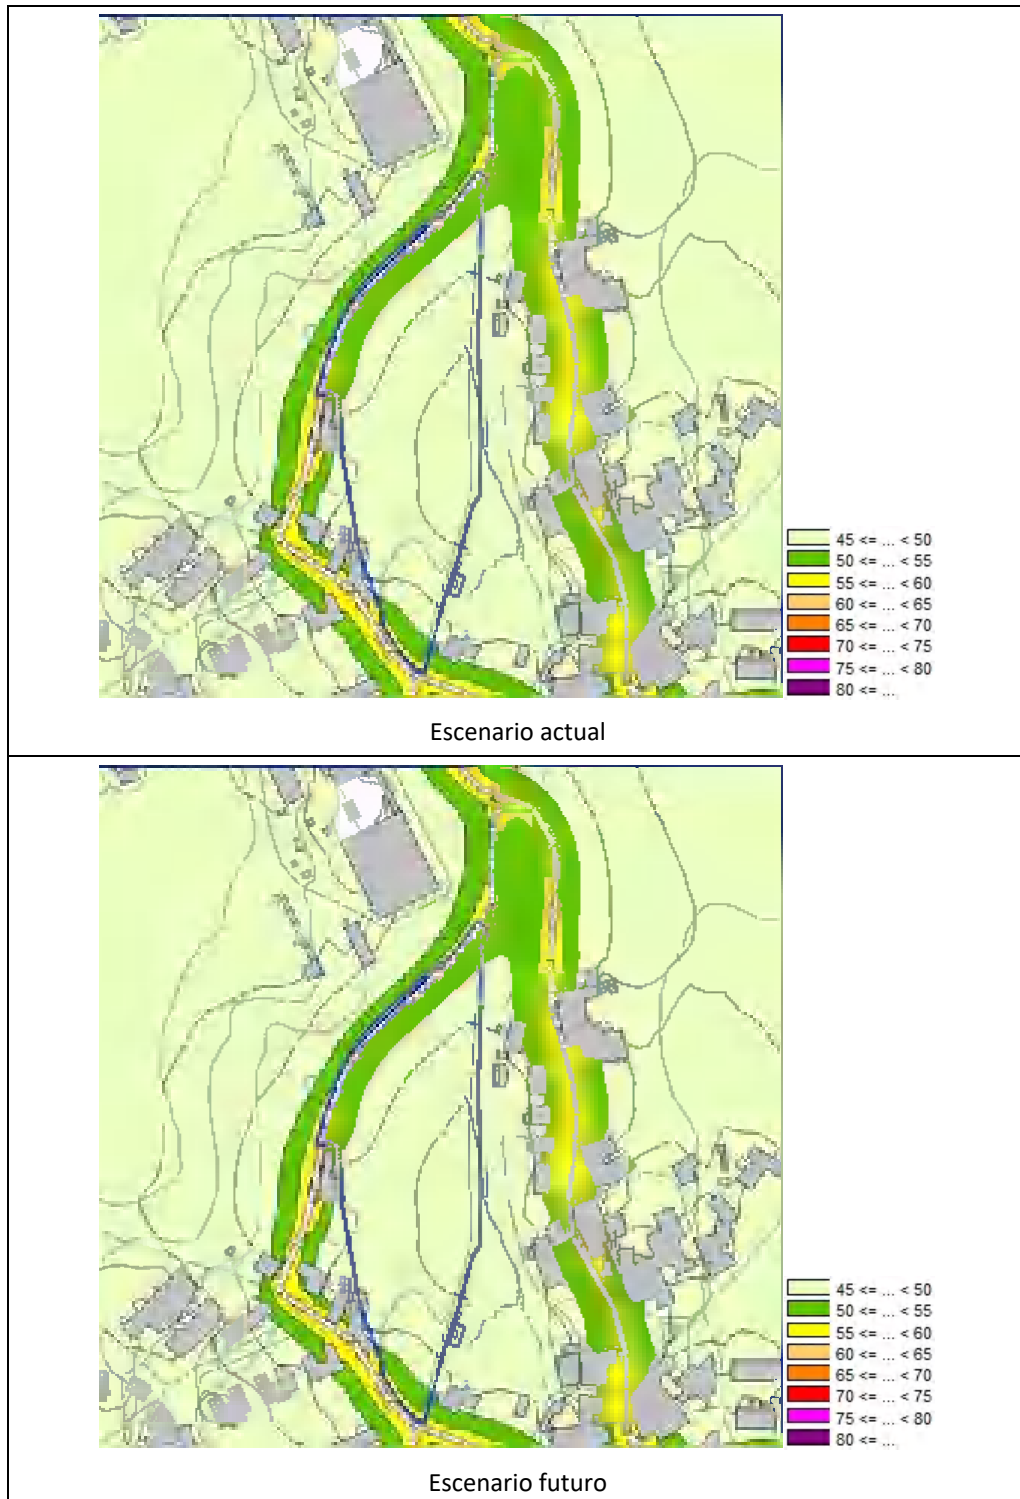 45 <= ... < 50
50 <= ... < 55
55 <= ... < 60
60 <= ... < 65
65 <= ... < 70
70 <= ... < 75
75 <= ... < 80
80 <= ...
Escenario actual
45 <= ... < 50
50 <= ... < 55
55 <= ... < 60
60 <= ... < 65
65 <= ... < 70
70 <= ... < 75
75 <= ... < 80
80 <= ...
Escenario futuro